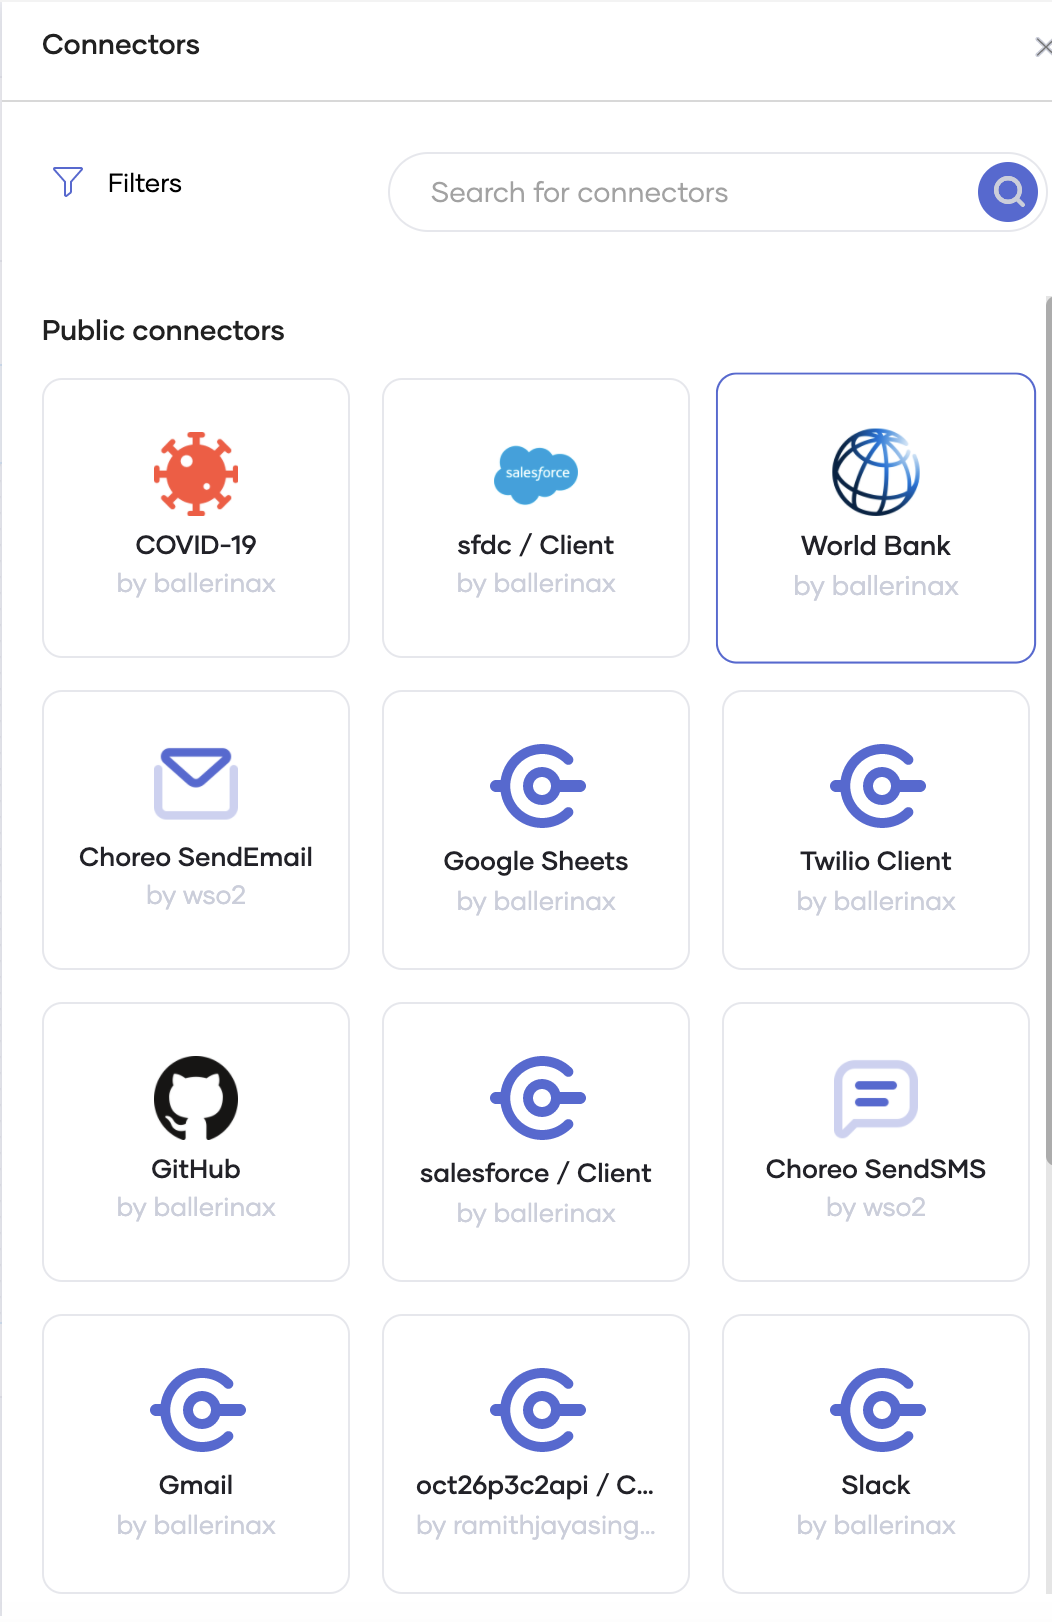 Connectors
Filters
Search for connectors
Public connectors
salesforce
COVID-19
by ballerinax
sfdc / Client
by ballerinax
World Bank
by ballerinax
Choreo SendEmail
by wso2
Google Sheets
by ballerinax
Twilio Client
by ballerinax
GitHub
by ballerinax
salesforce / Client
by ballerinax
Choreo SendSMS
by wso2
Gmail
by ballerinax
oct26p3c2api / C...
by ramithjayasing...
Slack
by ballerinax